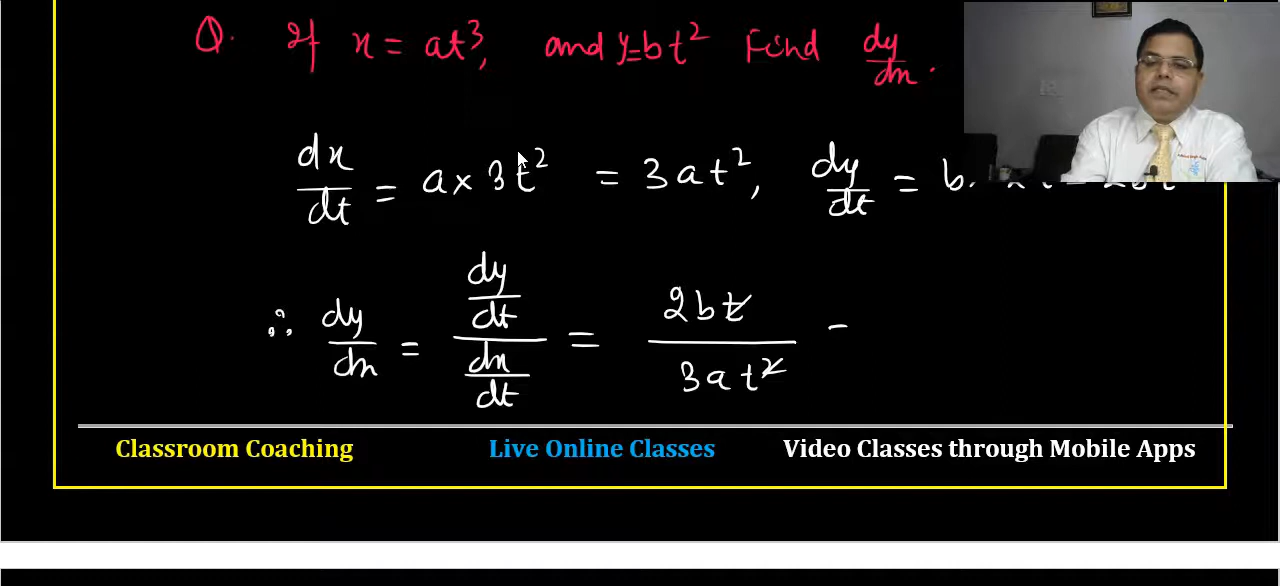 Q. If x = at³, and y=bt² Find dy/dx.
dx/dt = a × 3t² = 3at², dy/dt = b.
∴ dy/dx = (dy/dt)/(dx/dt) = 2bt/3at² =
Classroom Coaching Live Online Classes Video Classes through Mobile Apps